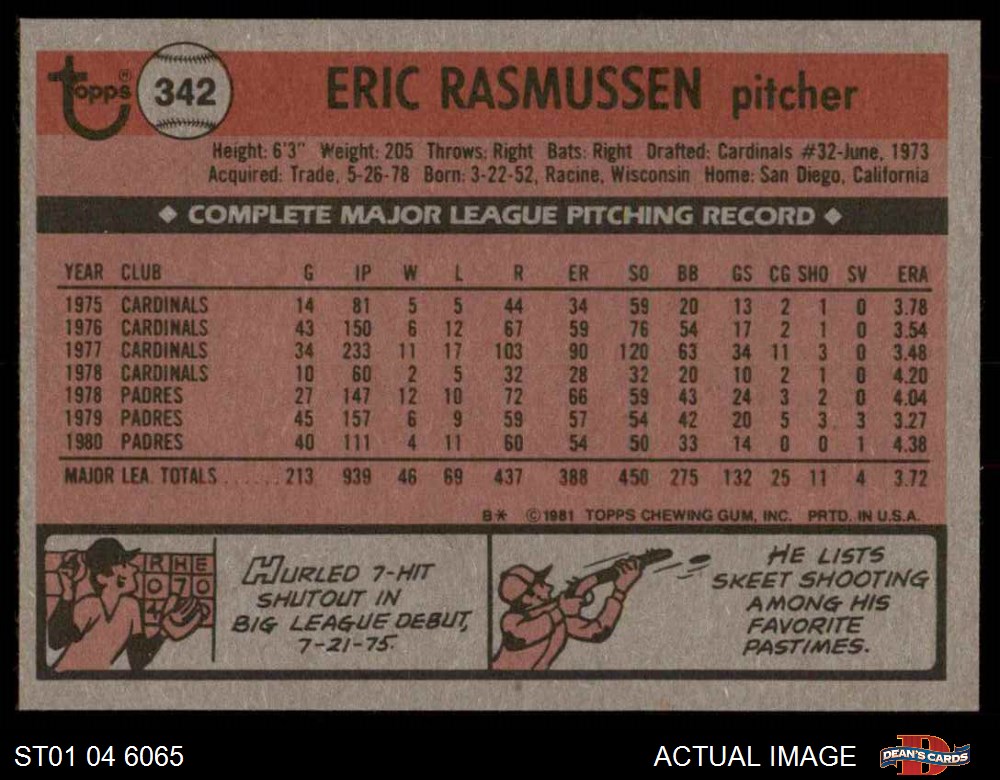 topps® 342 ERIC RASMUSSEN pitcher
Height: 6'3" Weight: 205 Throws: Right Bats: Right Drafted: Cardinals #32-June, 1973
Acquired: Trade, 5-26-78 Born: 3-22-52, Racine, Wisconsin Home: San Diego, California
◆ COMPLETE MAJOR LEAGUE PITCHING RECORD ◆
YEAR CLUB G IP W L R ER SO BB GS CG SHO SV ERA
1975 CARDINALS 14 81 5 5 44 34 59 20 13 2 1 0 3.78
1976 CARDINALS 43 150 6 12 67 59 76 54 17 2 1 0 3.54
1977 CARDINALS 34 233 11 17 103 90 120 63 34 11 3 0 3.48
1978 CARDINALS 10 60 2 5 32 28 32 20 10 2 1 0 4.20
1978 PADRES 27 147 12 10 72 66 59 43 24 3 2 0 4.04
1979 PADRES 45 157 6 9 59 57 54 42 20 5 3 3 3.27
1980 PADRES 40 111 4 11 60 54 50 33 14 0 0 1 4.38
MAJOR LEA. TOTALS ...... 213 939 46 69 437 388 450 275 132 25 11 4 3.72
B* ©1981 TOPPS CHEWING GUM, INC. PRTD. IN U.S.A.
R H E
0 7 0
HURLED 7-HIT
SHUTOUT IN
BIG LEAGUE DEBUT,
7-21-75.
HE LISTS
SKEET SHOOTING
AMONG HIS
FAVORITE
PASTIMES.
ST01 04 6065 ACTUAL IMAGE DEAN'S CARDS